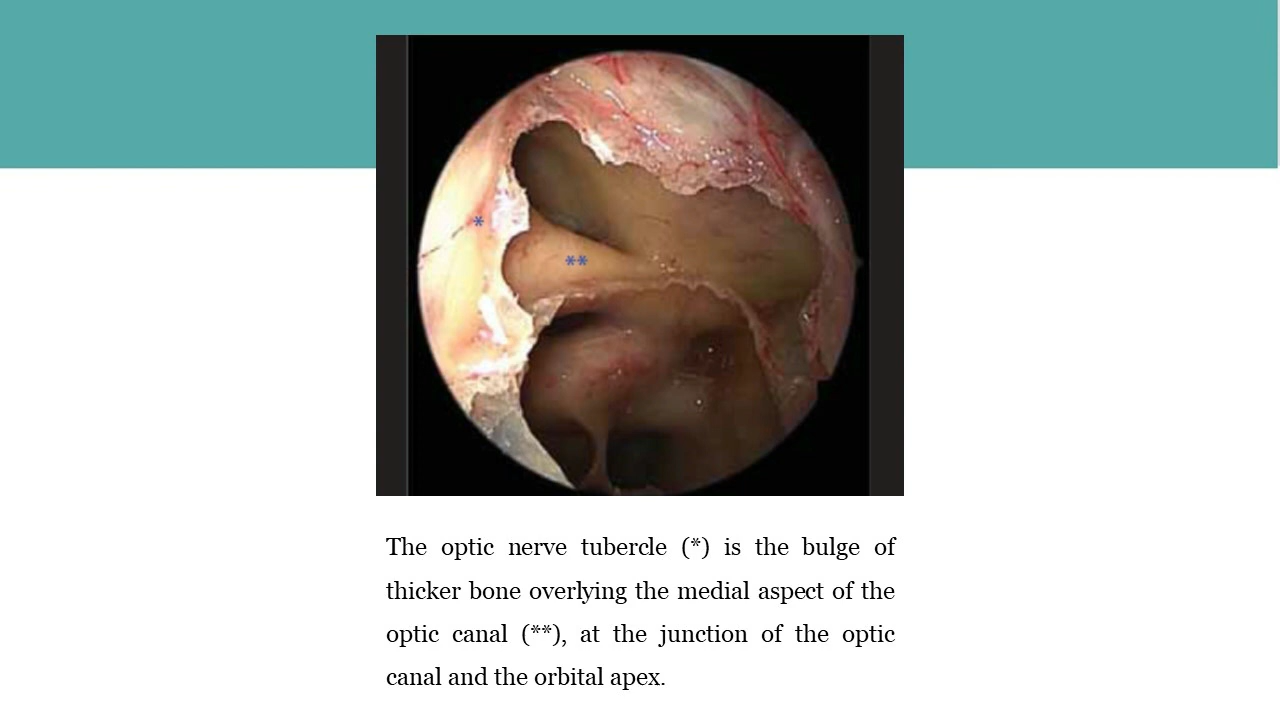 *
**
The optic nerve tubercle (*) is the bulge of
thicker bone overlying the medial aspect of the
optic canal (**), at the junction of the optic
canal and the orbital apex.